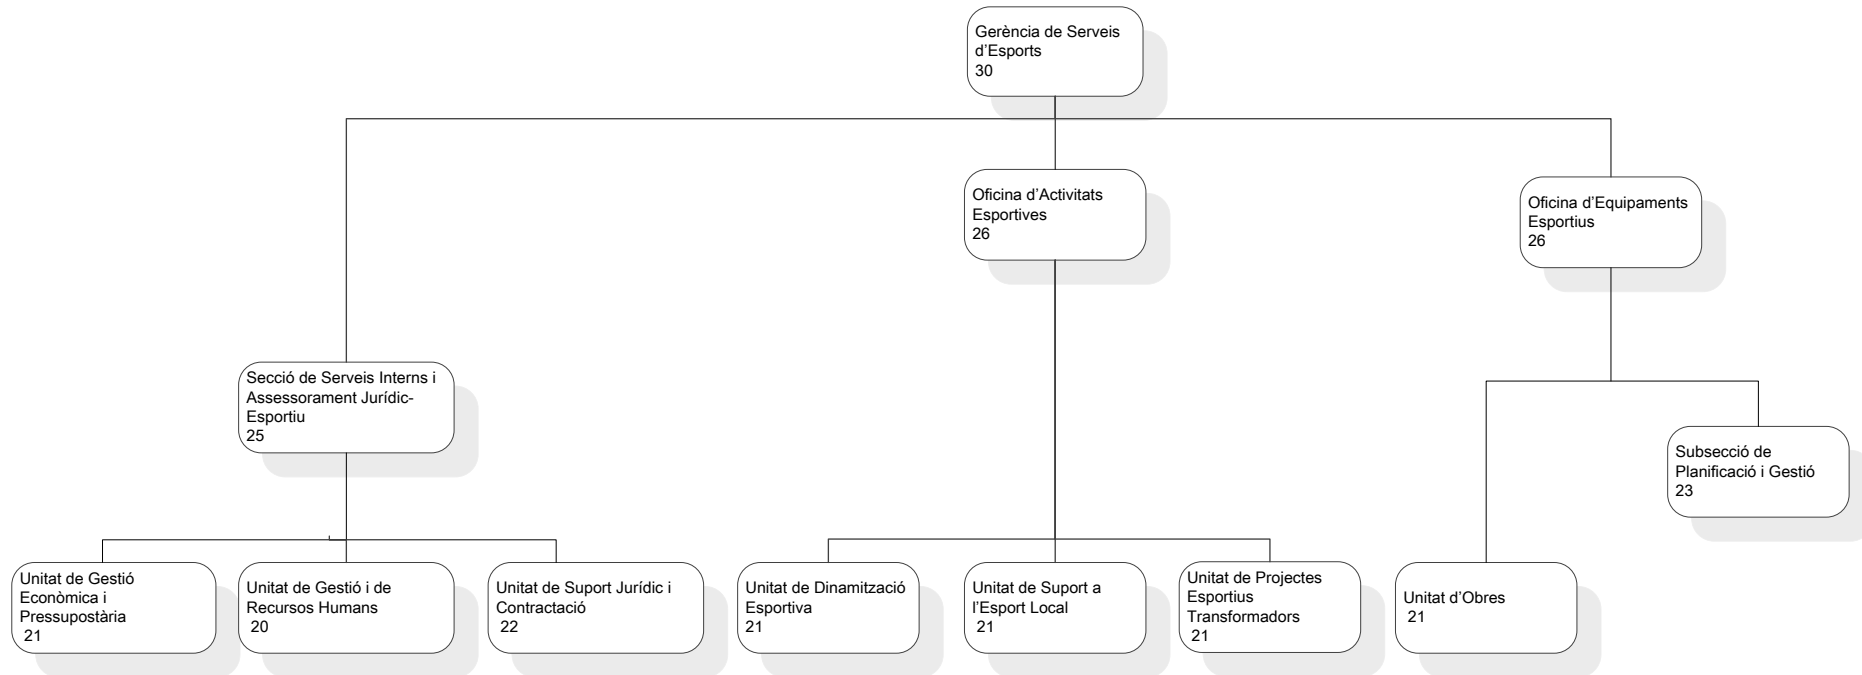 Gerència de Serveis
d’Esports
30
Oficina d’Activitats
Esportives
26
Oficina d’Equipaments
Esportius
26
Secció de Serveis Interns i
Assessorament Jurídic-
Esportiu
25
Subsecció de
Planificació i Gestió
23
Unitat de Gestió
Econòmica i
Pressupostària
21
Unitat de Gestió i de
Recursos Humans
20
Unitat de Suport Jurídic i
Contractació
22
Unitat de Dinamització
Esportiva
21
Unitat de Suport a
l’Esport Local
21
Unitat de Projectes
Esportius
Transformadors
21
Unitat d’Obres
21